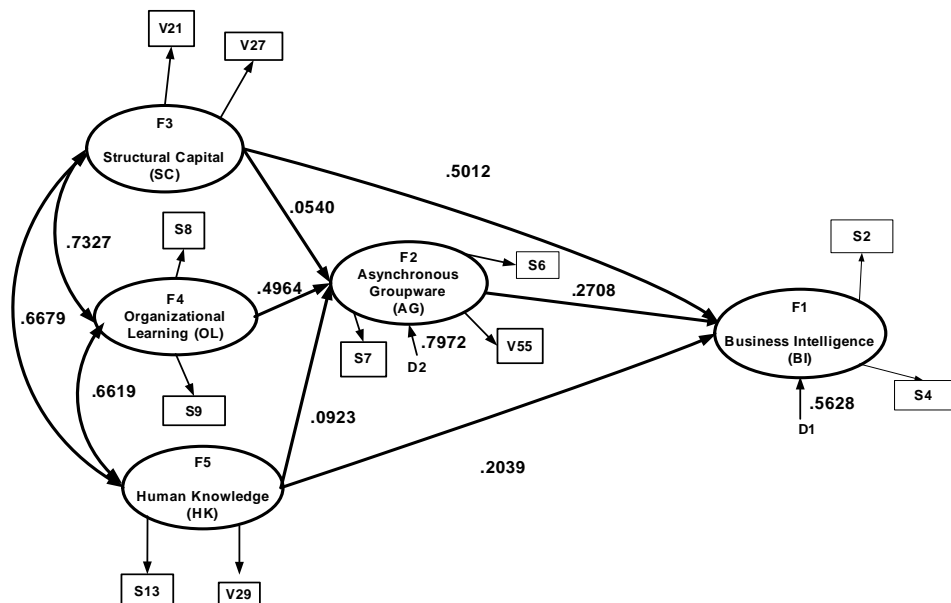 V21
V27
F3
Structural Capital
(SC)
.5012
.0540
S8
S2
.7327
F2
Asynchronous
Groupware
(AG)
S6
F4
Organizational
Learning (OL)
.4964
.2708
F1
Business Intelligence
(BI)
.6679
S7
D2
.7972
V55
.6619
S9
S4
.5628
D1
.0923
F5
Human Knowledge
(HK)
.2039
S13
V29